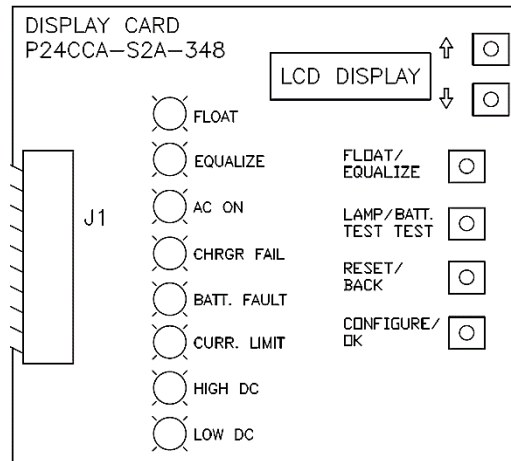 DISPLAY CARD
P24CCA-S2A-348
LCD DISPLAY
FLOAT
EQUALIZE
AC ON
CHRGR FAIL
BATT. FAULT
CURR. LIMIT
HIGH DC
LOW DC
J1
FLOAT/
EQUALIZE
LAMP/BATT.
TEST TEST
RESET/
BACK
CONFIGURE/
OK